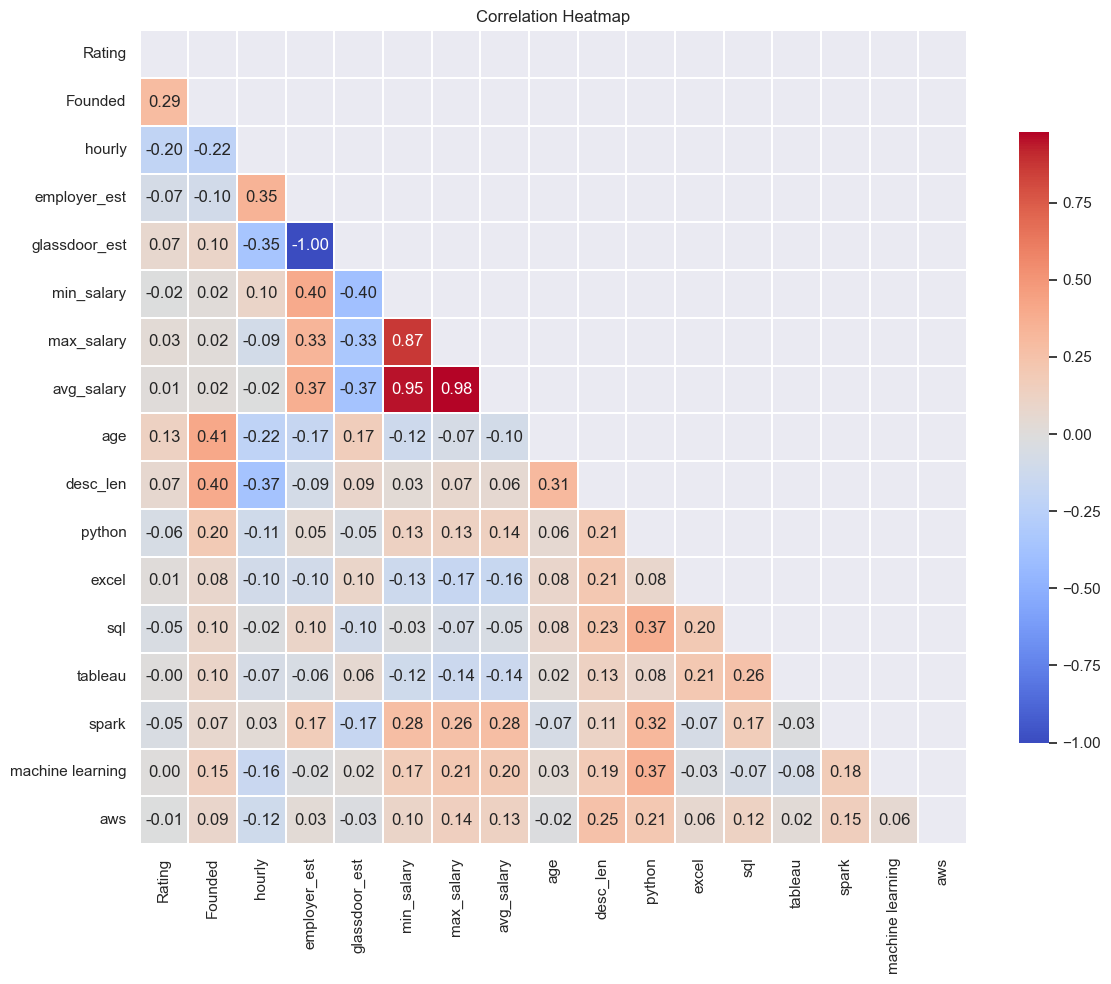 Correlation Heatmap
Rating
Founded 0.29
hourly -0.20 -0.22
employer_est -0.07 -0.10 0.35
glassdoor_est 0.07 0.10 -0.35 -1.00
min_salary -0.02 0.02 0.10 0.40 -0.40
max_salary 0.03 0.02 -0.09 0.33 -0.33 0.87
avg_salary 0.01 0.02 -0.02 0.37 -0.37 0.95 0.98
age 0.13 0.41 -0.22 -0.17 0.17 -0.12 -0.07 -0.10
desc_len 0.07 0.40 -0.37 -0.09 0.09 0.03 0.07 0.06 0.31
python -0.06 0.20 -0.11 0.05 -0.05 0.13 0.13 0.14 0.06 0.21
excel 0.01 0.08 -0.10 -0.10 0.10 -0.13 -0.17 -0.16 0.08 0.21 0.08
sql -0.05 0.10 -0.02 0.10 -0.10 -0.03 -0.07 -0.05 0.08 0.23 0.37 0.20
tableau -0.00 0.10 -0.07 -0.06 0.06 -0.12 -0.14 -0.14 0.02 0.13 0.08 0.21 0.26
spark -0.05 0.07 0.03 0.17 -0.17 0.28 0.26 0.28 -0.07 0.11 0.32 -0.07 0.17 -0.03
machine learning 0.00 0.15 -0.16 -0.02 0.02 0.17 0.21 0.20 0.03 0.19 0.37 -0.03 -0.07 -0.08 0.18
aws -0.01 0.09 -0.12 0.03 -0.03 0.10 0.14 0.13 -0.02 0.25 0.21 0.06 0.12 0.02 0.15 0.06
Rating
Founded
hourly
employer_est
glassdoor_est
min_salary
max_salary
avg_salary
age
desc_len
python
excel
sql
tableau
spark
machine learning
aws
0.75
0.50
0.25
0.00
−0.25
−0.50
−0.75
−1.00